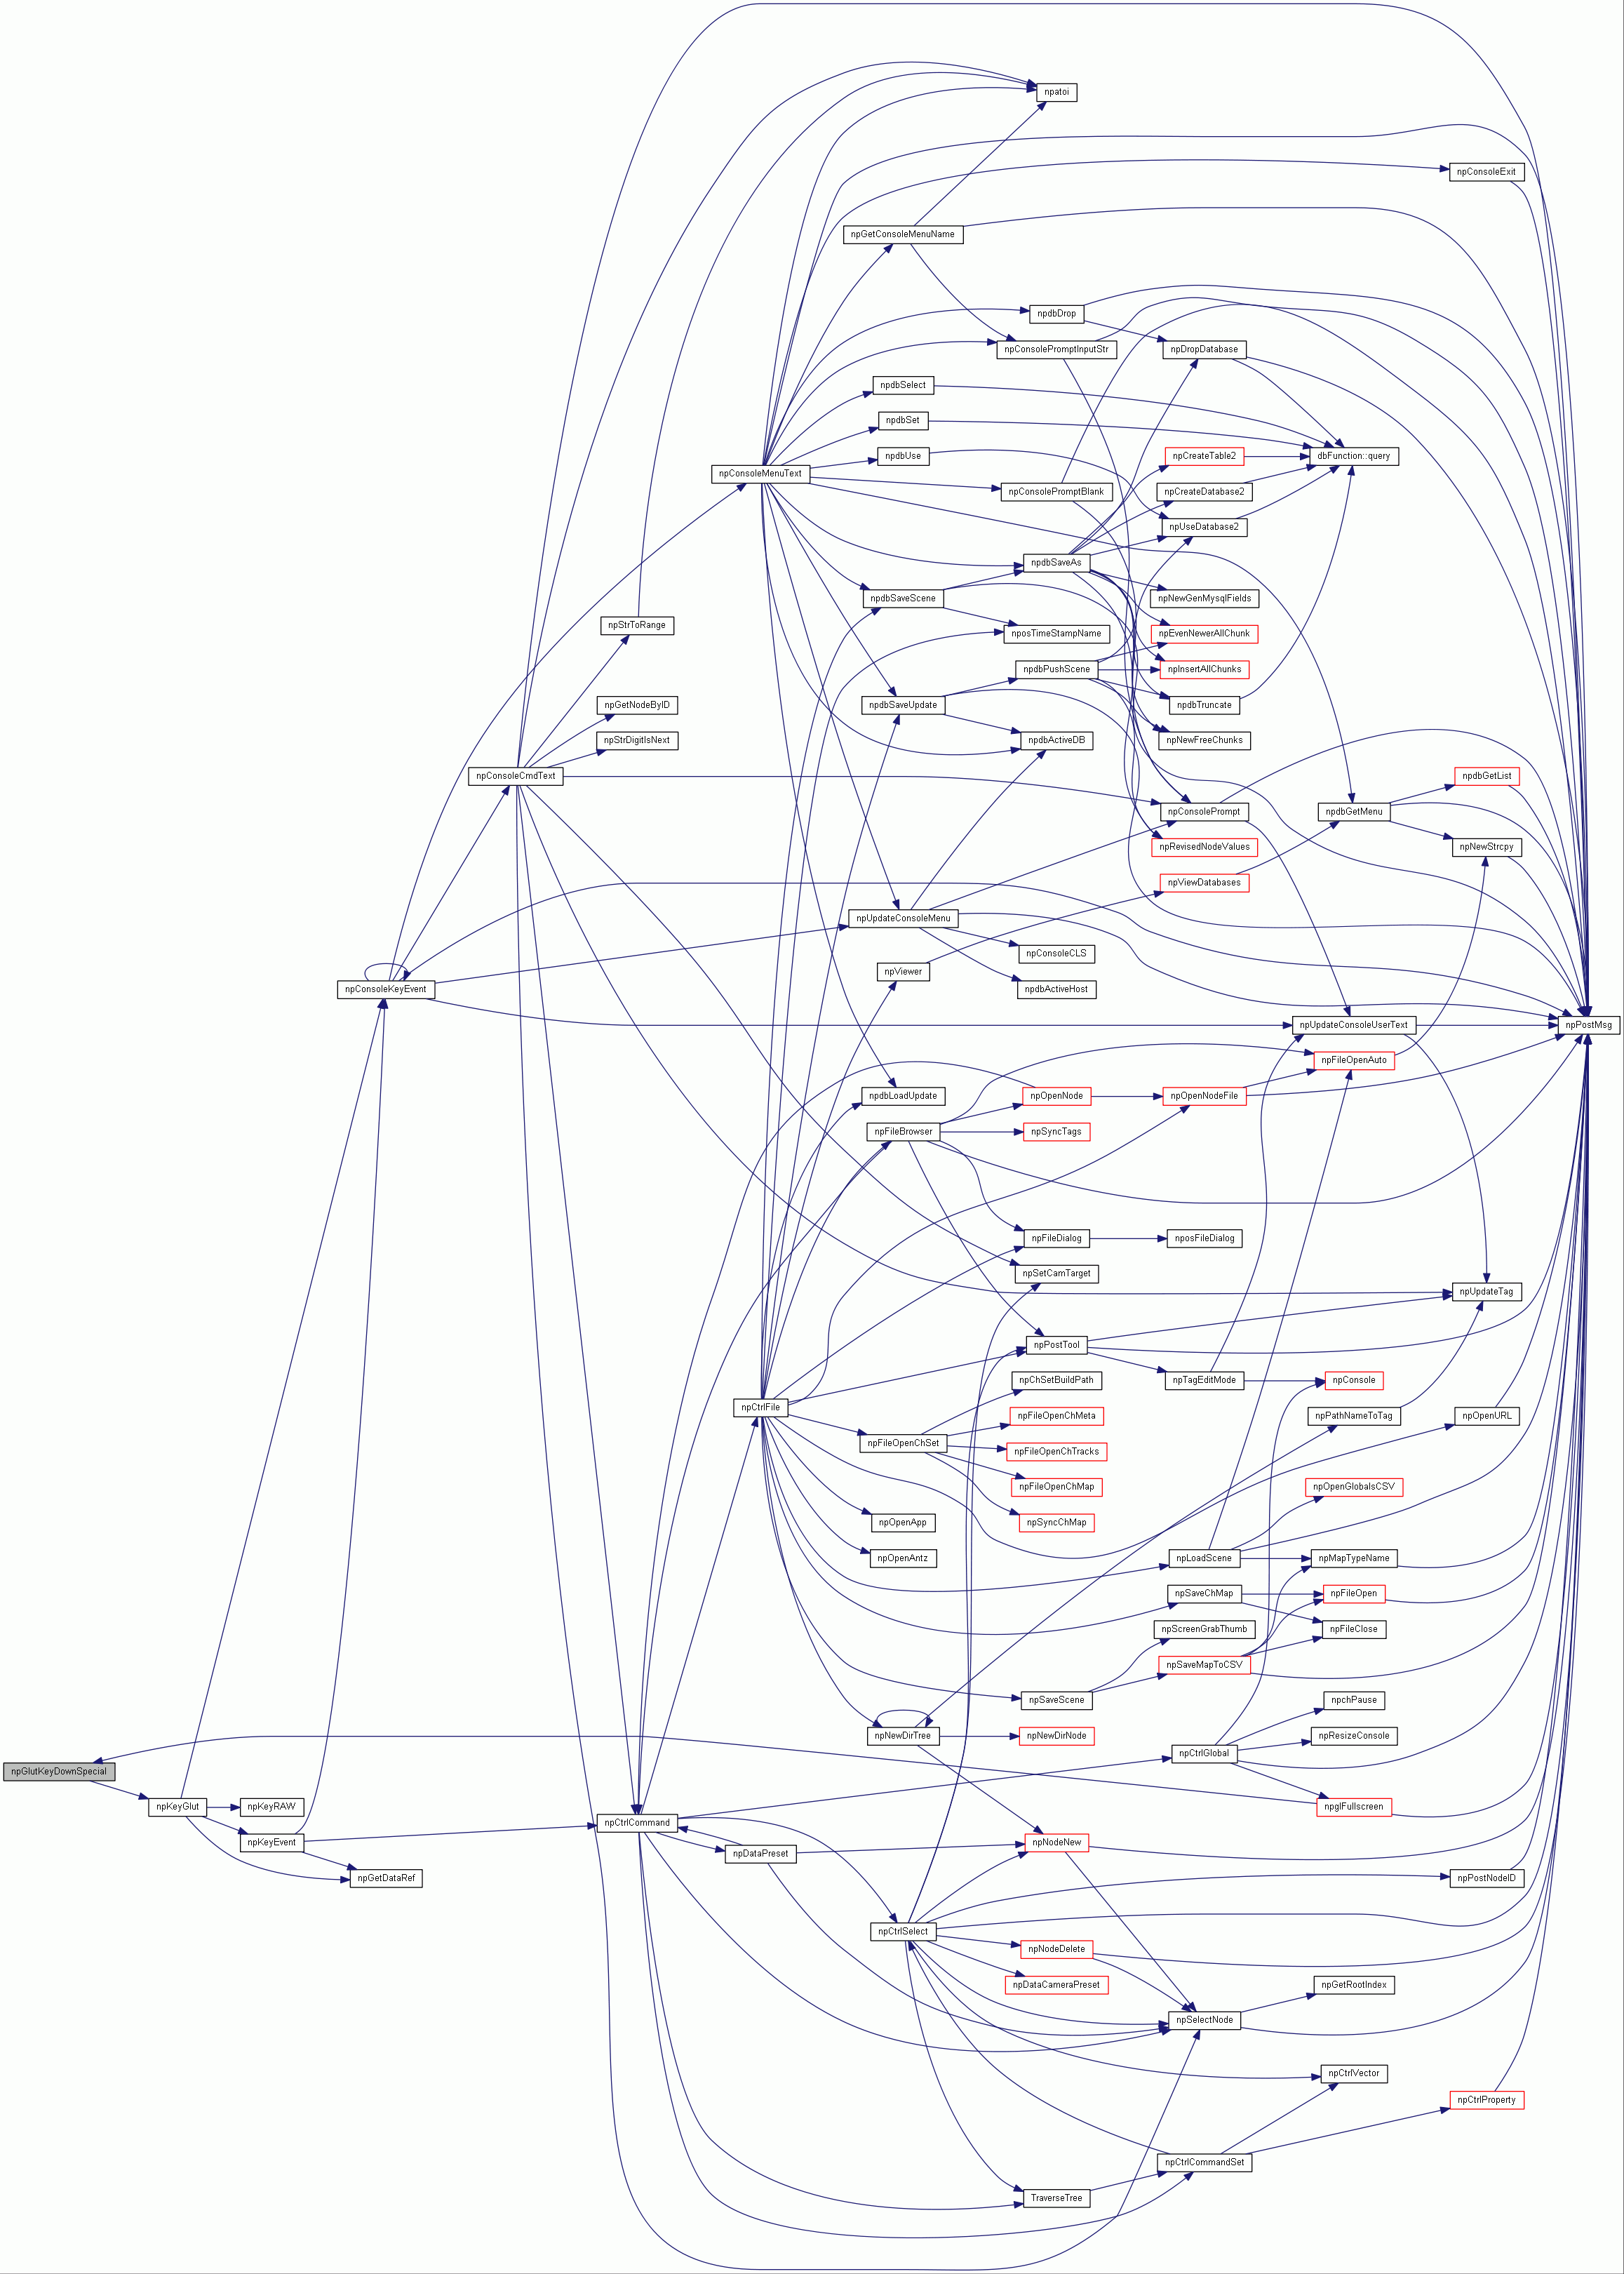 npatoi
npConsoleExit
npGetConsoleMenuName
npdbDrop
npConsolePromptInputStr
npDropDatabase
npdbSelect
npdbSet
npdbUse
npCreateTable2
dbFunction::query
npConsoleMenuText
npConsolePromptBlank
npCreateDatabase2
npUseDatabase2
npdbSaveAs
npdbSaveScene
npNewGenMysqlFields
npStrToRange
nposTimeStampName
npEvenNewerAllChunk
npdbPushScene
npInsertAllChunks
npGetNodeByID
npdbSaveUpdate
npdbTruncate
npStrDigitIsNext
npdbActiveDB
npNewFreeChunks
npConsoleCmdText
npdbGetList
npConsolePrompt
npdbGetMenu
npRevisedNodeValues
npNewStrcpy
npViewDatabases
npUpdateConsoleMenu
npConsoleCLS
npViewer
npConsoleKeyEvent
npdbActiveHost
npUpdateConsoleUserText
npPostMsg
npFileOpenAuto
npdbLoadUpdate
npOpenNode
npOpenNodeFile
npFileBrowser
npSyncTags
npFileDialog
nposFileDialog
npSetCamTarget
npUpdateTag
npPostTool
npChSetBuildPath
npTagEditMode
npConsole
npCtrlFile
npFileOpenChMeta
npPathNameToTag
npOpenURL
npFileOpenChSet
npFileOpenChTracks
npFileOpenChMap
npOpenGlobalsCSV
npOpenApp
npSyncChMap
npOpenAntz
npLoadScene
npMapTypeName
npSaveChMap
npFileOpen
npScreenGrabThumb
npFileClose
npSaveMapToCSV
npSaveScene
npchPause
npNewDirTree
npNewDirNode
npResizeConsole
npCtrlGlobal
npGlutKeyDownSpecial
npKeyGlut
npKeyRAW
npglFullscreen
npCtrlCommand
npKeyEvent
npNodeNew
npDataPreset
npGetDataRef
npPostNodeID
npCtrlSelect
npNodeDelete
npDataCameraPreset
npGetRootIndex
npSelectNode
npCtrlVector
npCtrlProperty
npCtrlCommandSet
TraverseTree